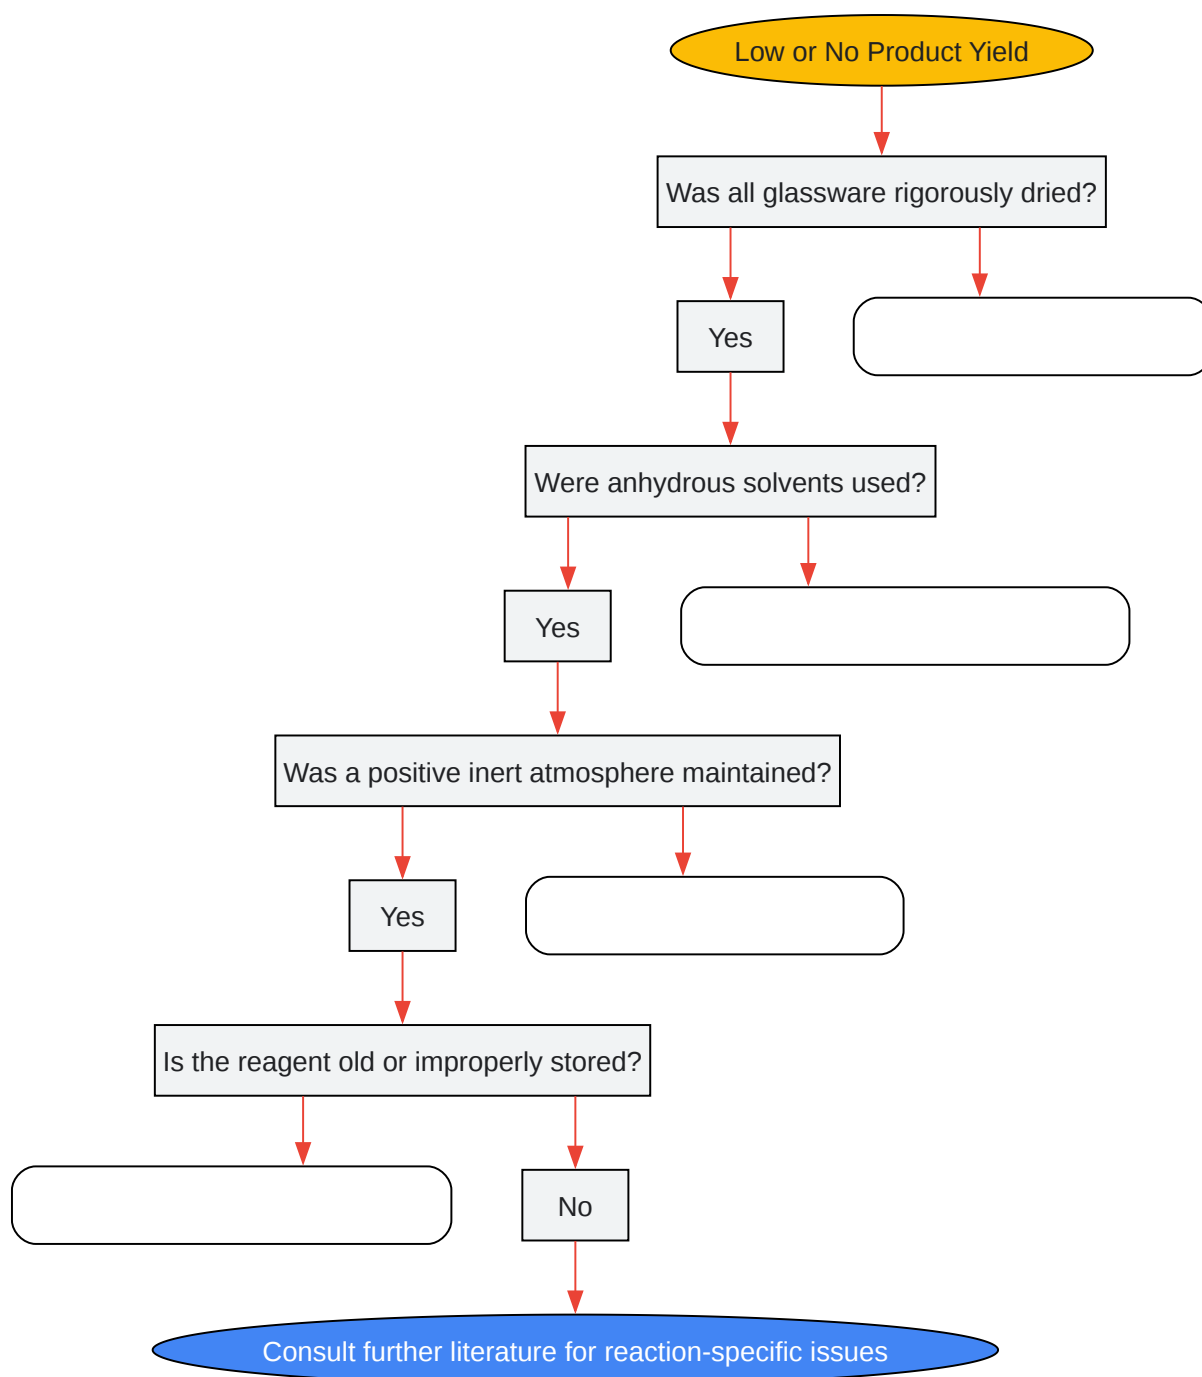 Low or No Product Yield
Was all glassware rigorously dried?
Yes
Were anhydrous solvents used?
Yes
Was a positive inert atmosphere maintained?
Yes
Is the reagent old or improperly stored?
No
Consult further literature for reaction-specific issues